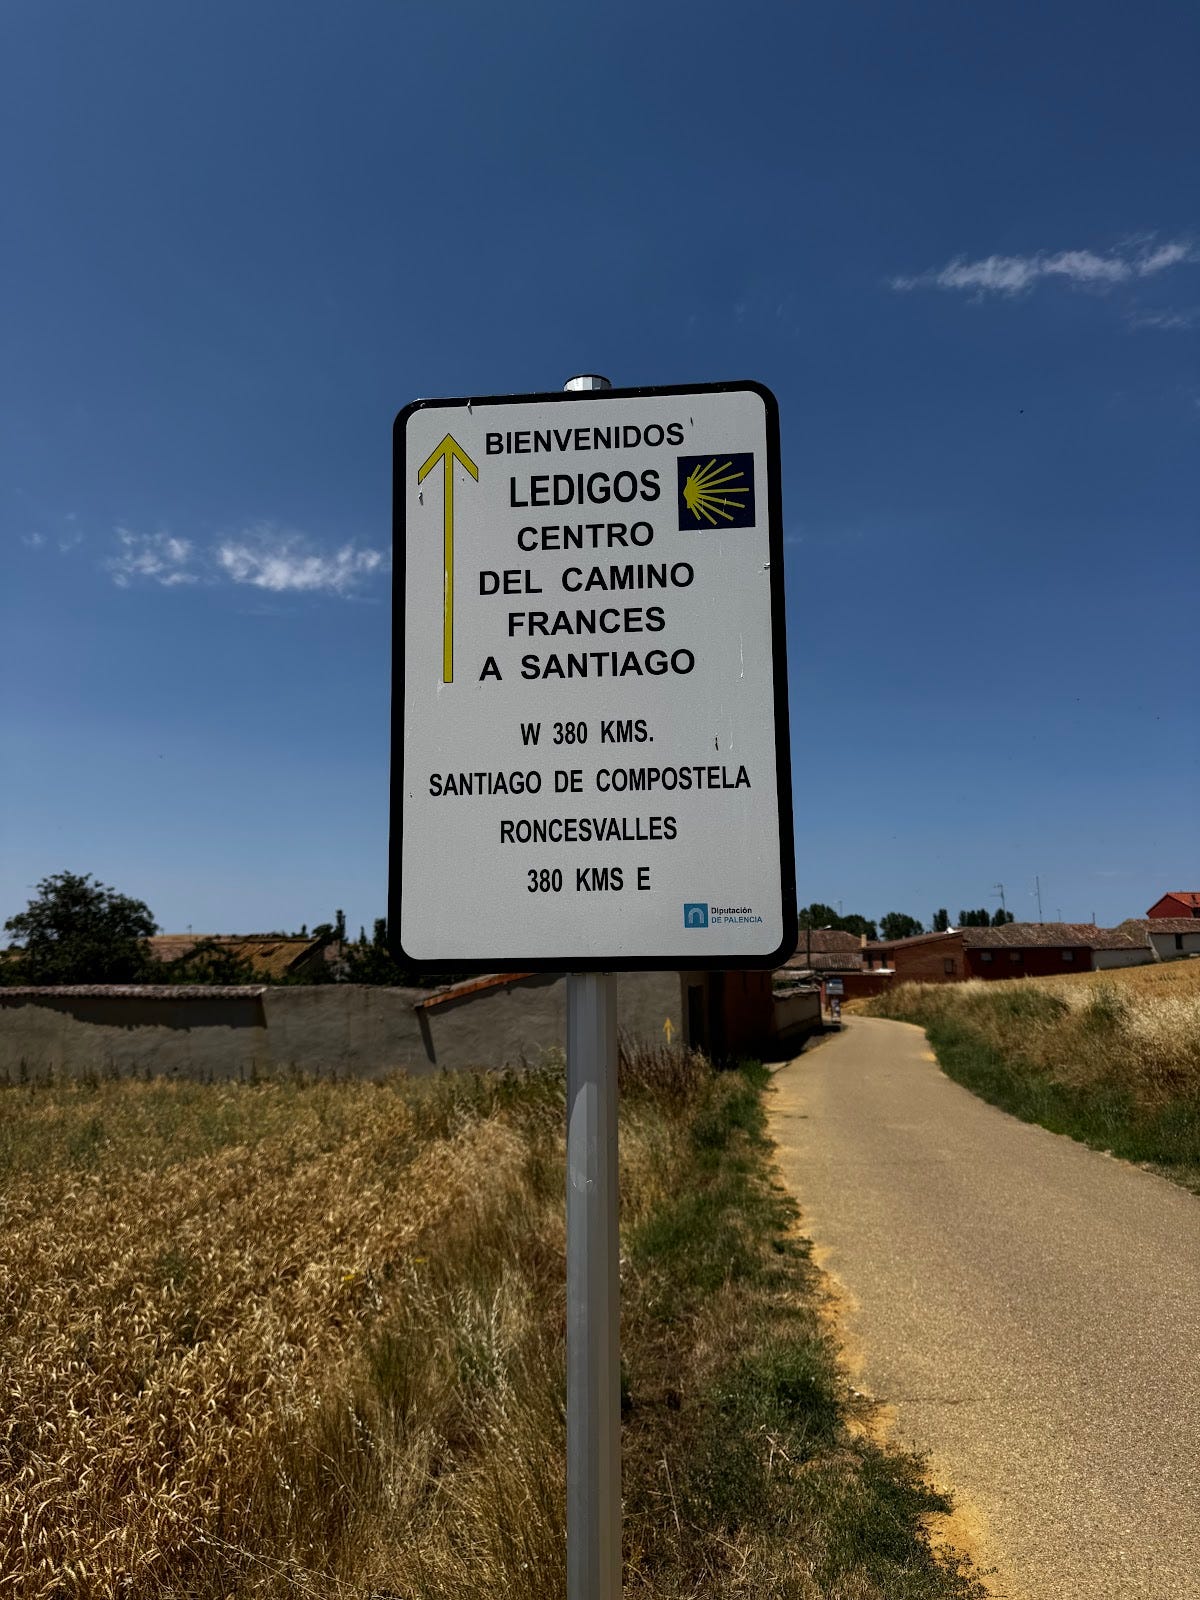 BIENVENIDOS
LEDIGOS
CENTRO
DEL CAMINO
FRANCES
A SANTIAGO
W 380 KMS.
SANTIAGO DE COMPOSTELA
RONCESVALLES
380 KMS E
Diputación
DE PALENCIA